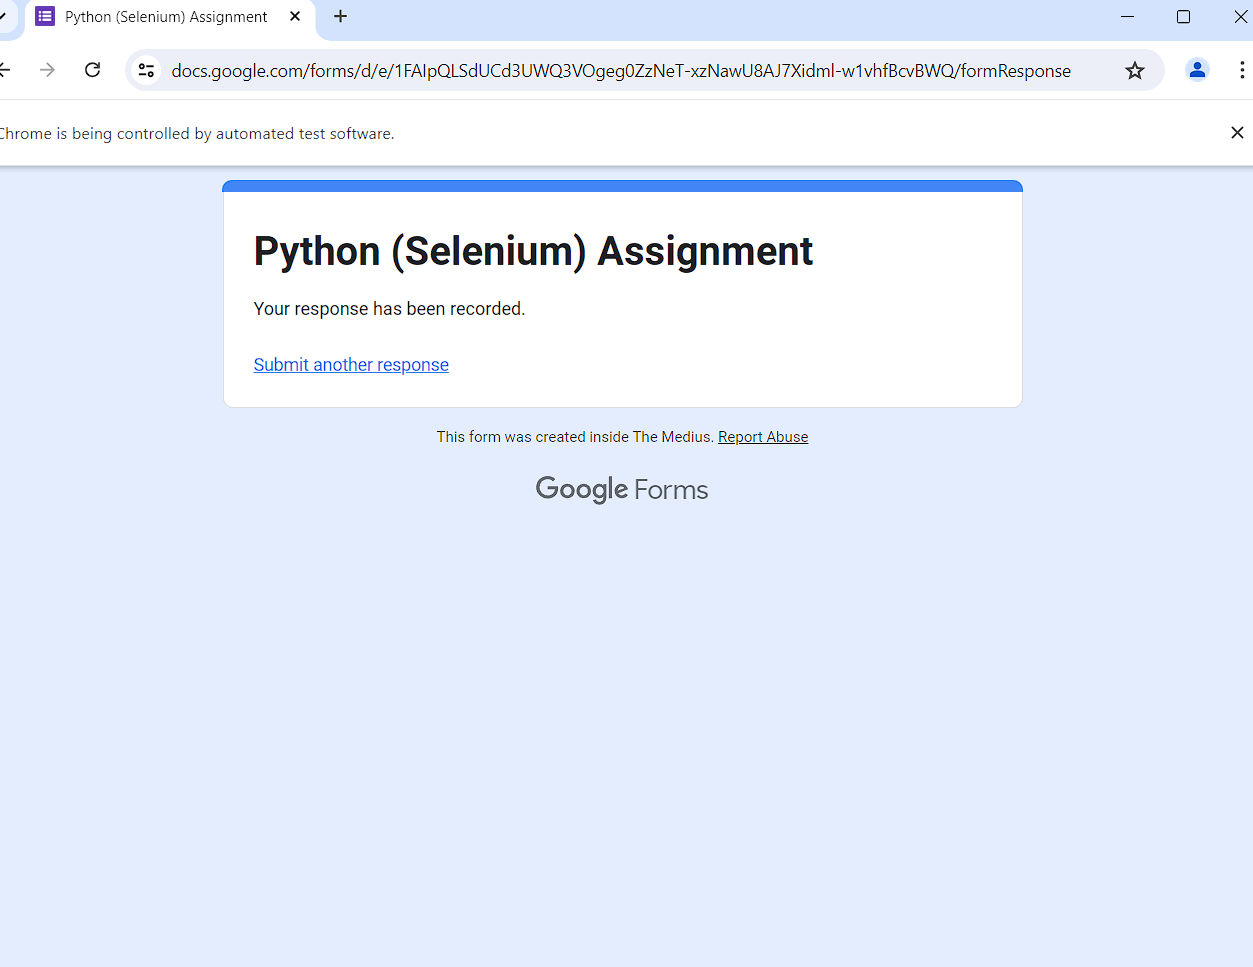 Python (Selenium) Assignment
docs.google.com/forms/d/e/1FAIpQLSdUCd3UWQ3VOgeg0ZzNeT-xzNawU8AJ7Xidml-w1vhfBcvBWQ/formResponse
Chrome is being controlled by automated test software.
Python (Selenium) Assignment
Your response has been recorded.
Submit another response
This form was created inside The Medius. Report Abuse
Google Forms